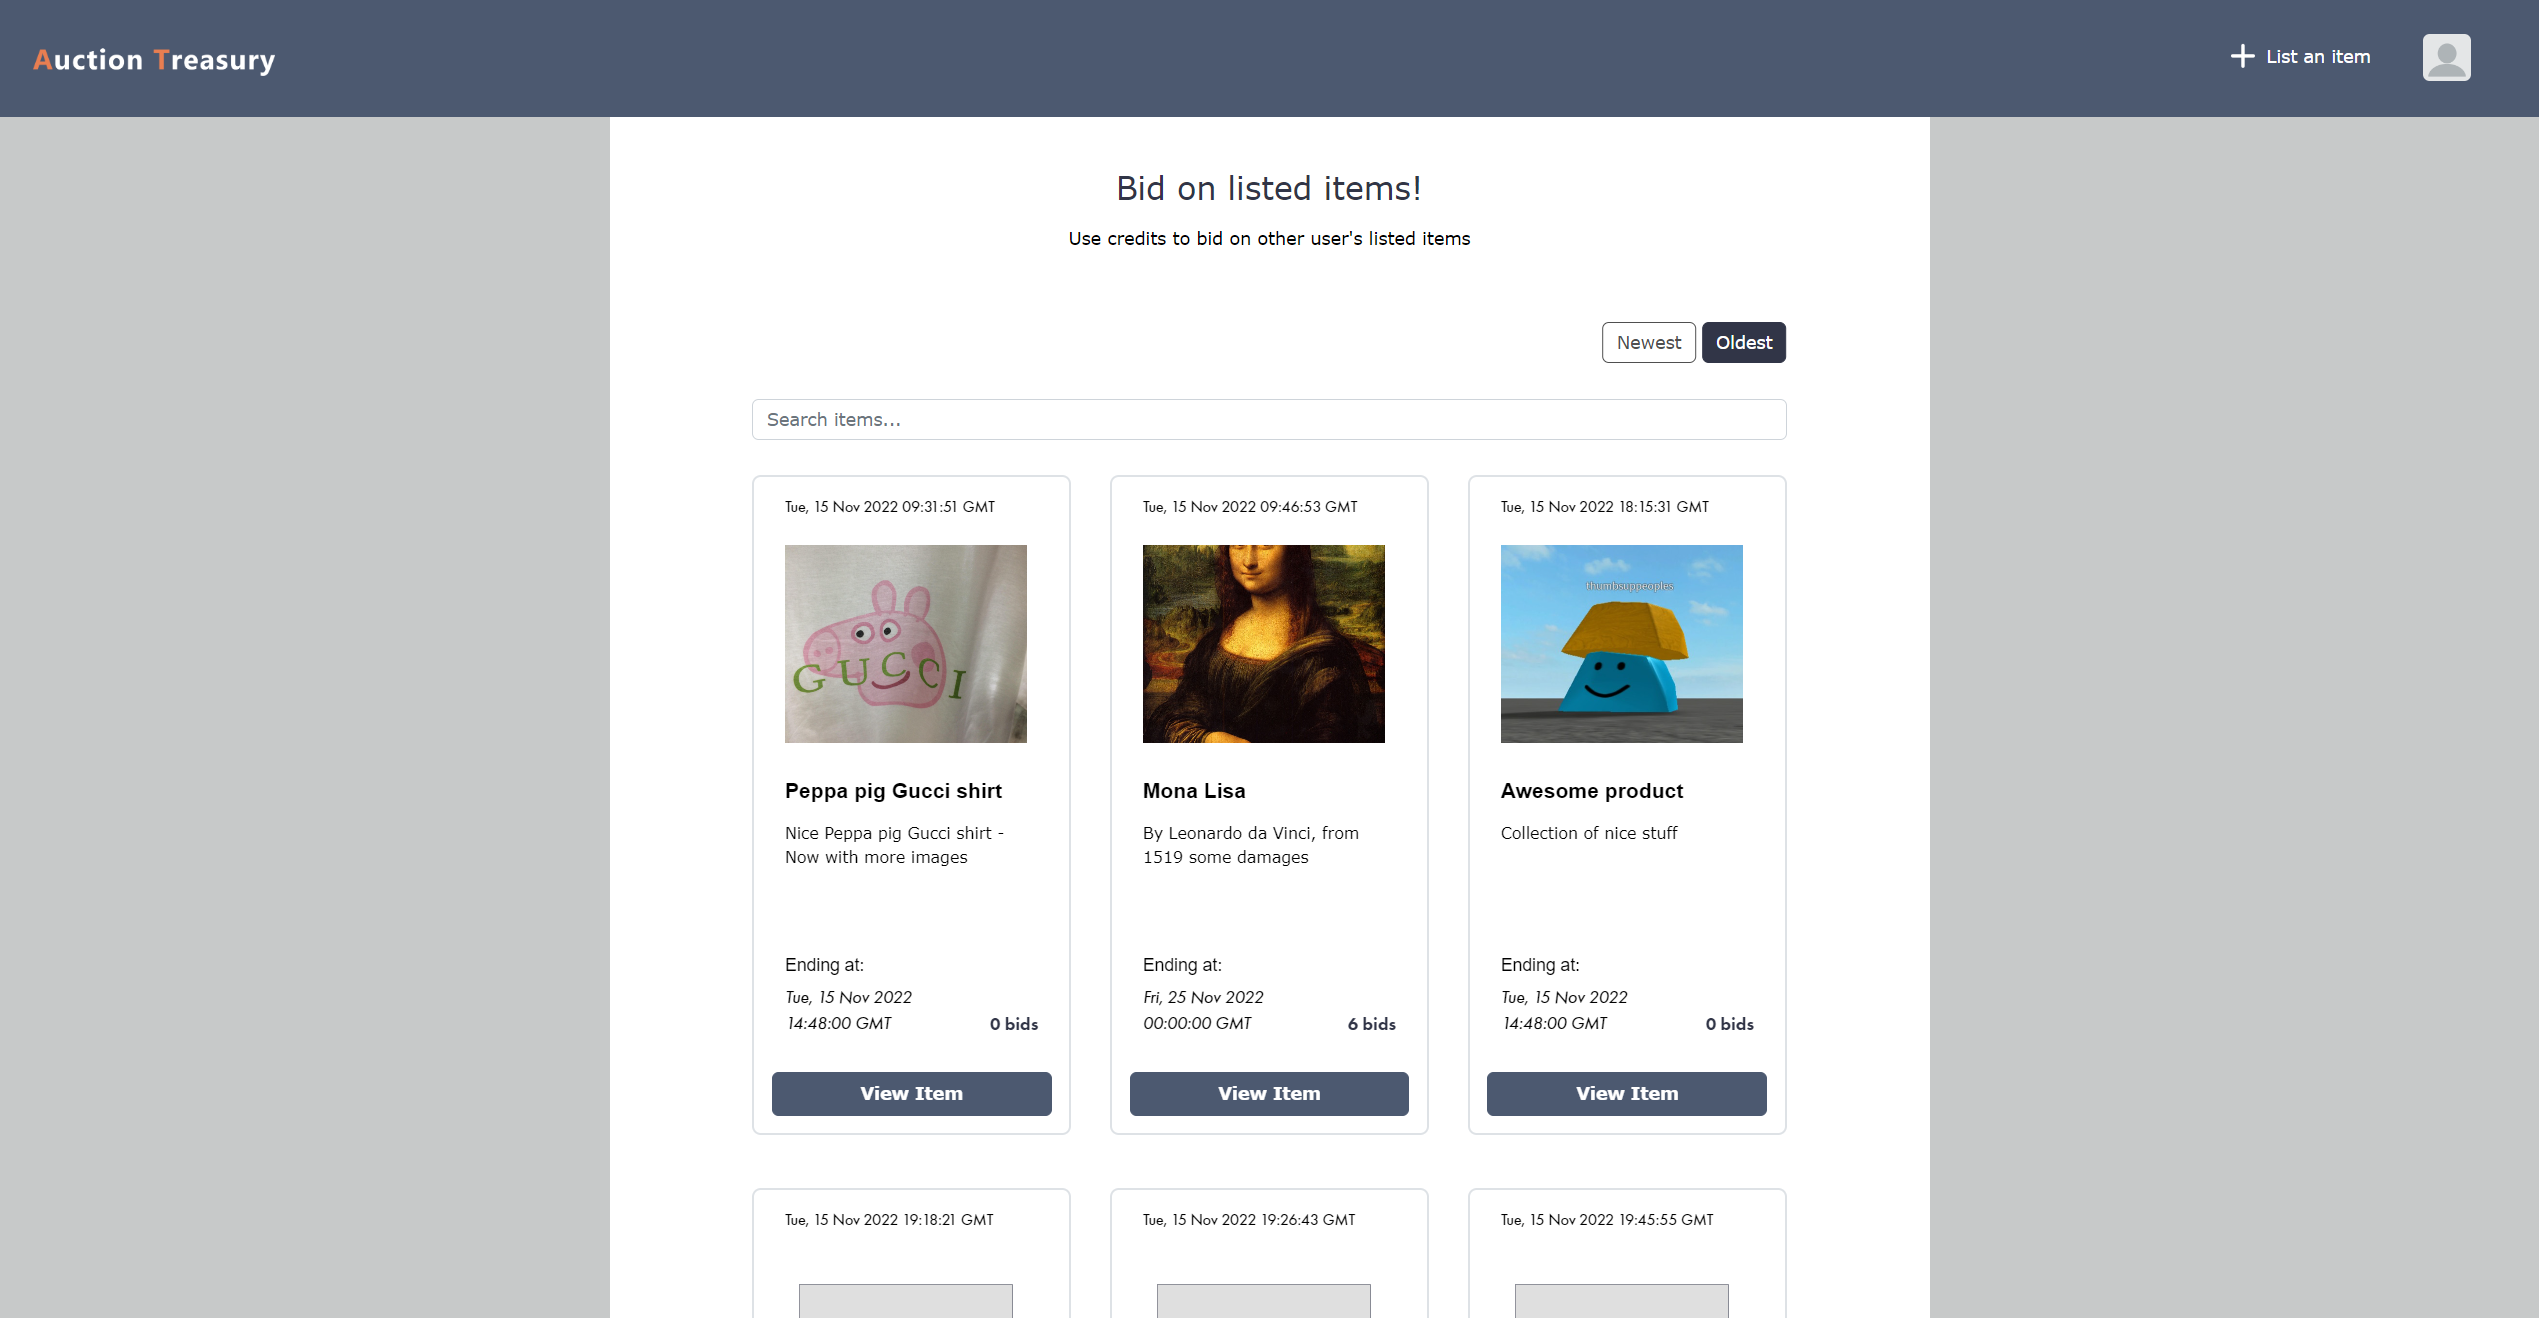 Auction Treasury
List an item
Bid on listed items!
Use credits to bid on other user's listed items
Newest
Oldest
Search items...
Tue, 15 Nov 2022 09:31:51 GMT
GUCCI
Peppa pig Gucci shirt
Nice Peppa pig Gucci shirt -
Now with more images
Ending at:
Tue, 15 Nov 2022
14:48:00 GMT
0 bids
View Item
Tue, 15 Nov 2022 09:46:53 GMT
Mona Lisa
By Leonardo da Vinci, from
1519 some damages
Ending at:
Fri, 25 Nov 2022
00:00:00 GMT
6 bids
View Item
Tue, 15 Nov 2022 18:15:31 GMT
thumbsuppeoples
Awesome product
Collection of nice stuff
Ending at:
Tue, 15 Nov 2022
14:48:00 GMT
0 bids
View Item
Tue, 15 Nov 2022 19:18:21 GMT
Tue, 15 Nov 2022 19:26:43 GMT
Tue, 15 Nov 2022 19:45:55 GMT